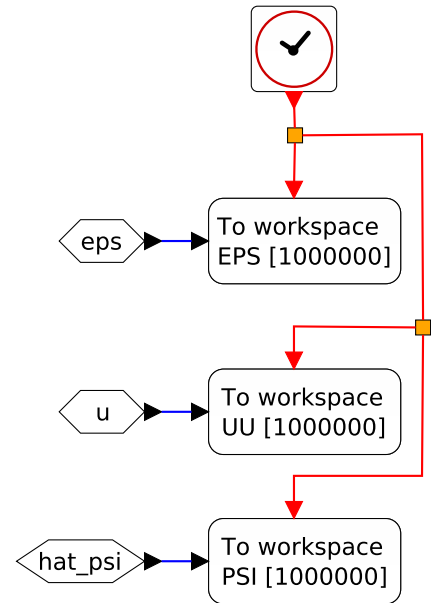 eps
To workspace
EPS [1000000]
u
To workspace
UU [1000000]
hat_psi
To workspace
PSI [1000000]